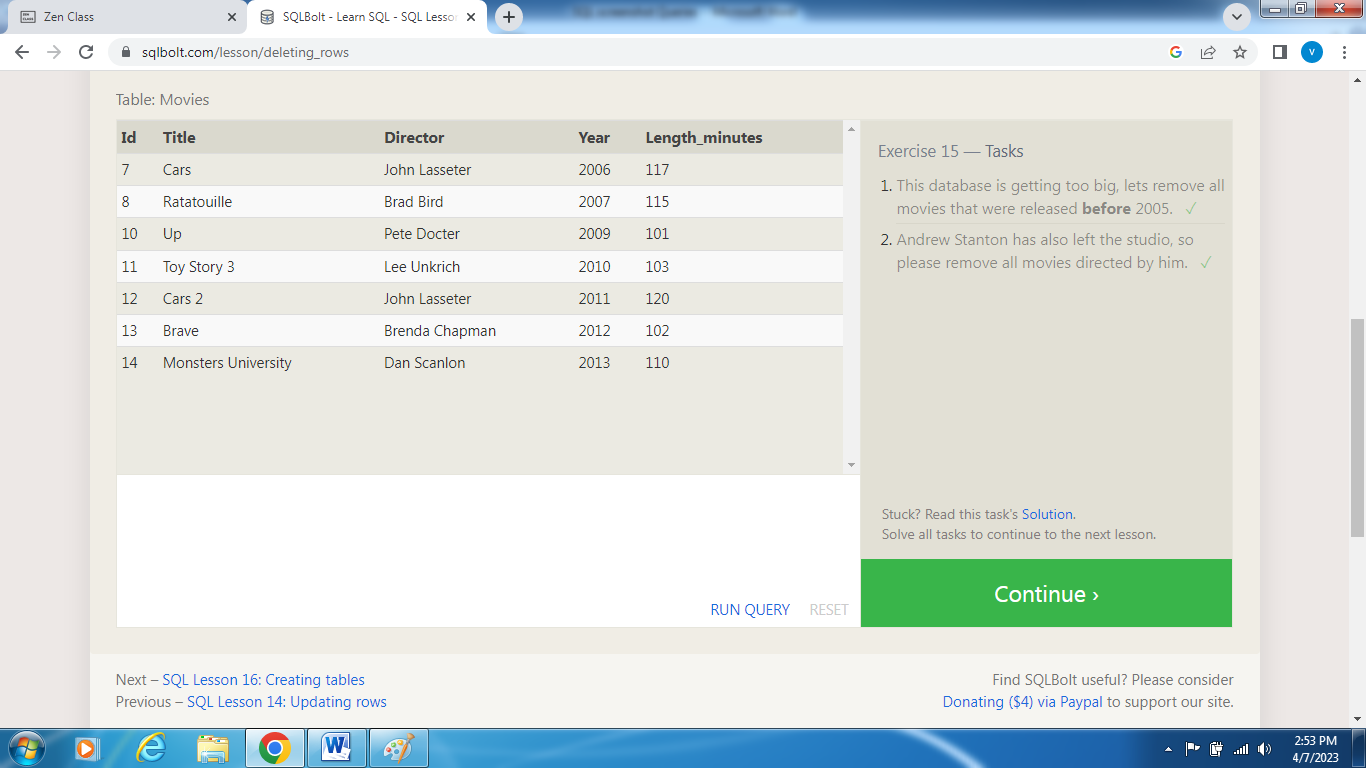 Zen Class
SQLBolt - Learn SQL - SQL Lesson
sqlbolt.com/lesson/deleting_rows
V
Table: Movies
Id Title Director Year Length_minutes
7 Cars John Lasseter 2006 117
8 Ratatouille Brad Bird 2007 115
10 Up Pete Docter 2009 101
11 Toy Story 3 Lee Unkrich 2010 103
12 Cars 2 John Lasseter 2011 120
13 Brave Brenda Chapman 2012 102
14 Monsters University Dan Scanlon 2013 110
RUN QUERY RESET
Exercise 15 — Tasks
1. This database is getting too big, lets remove all
movies that were released before 2005. ✓
2. Andrew Stanton has also left the studio, so
please remove all movies directed by him. ✓
Stuck? Read this task's Solution.
Solve all tasks to continue to the next lesson.
Continue ›
Next – SQL Lesson 16: Creating tables
Previous – SQL Lesson 14: Updating rows
Find SQLBolt useful? Please consider
Donating ($4) via Paypal to support our site.
2:53 PM
4/7/2023